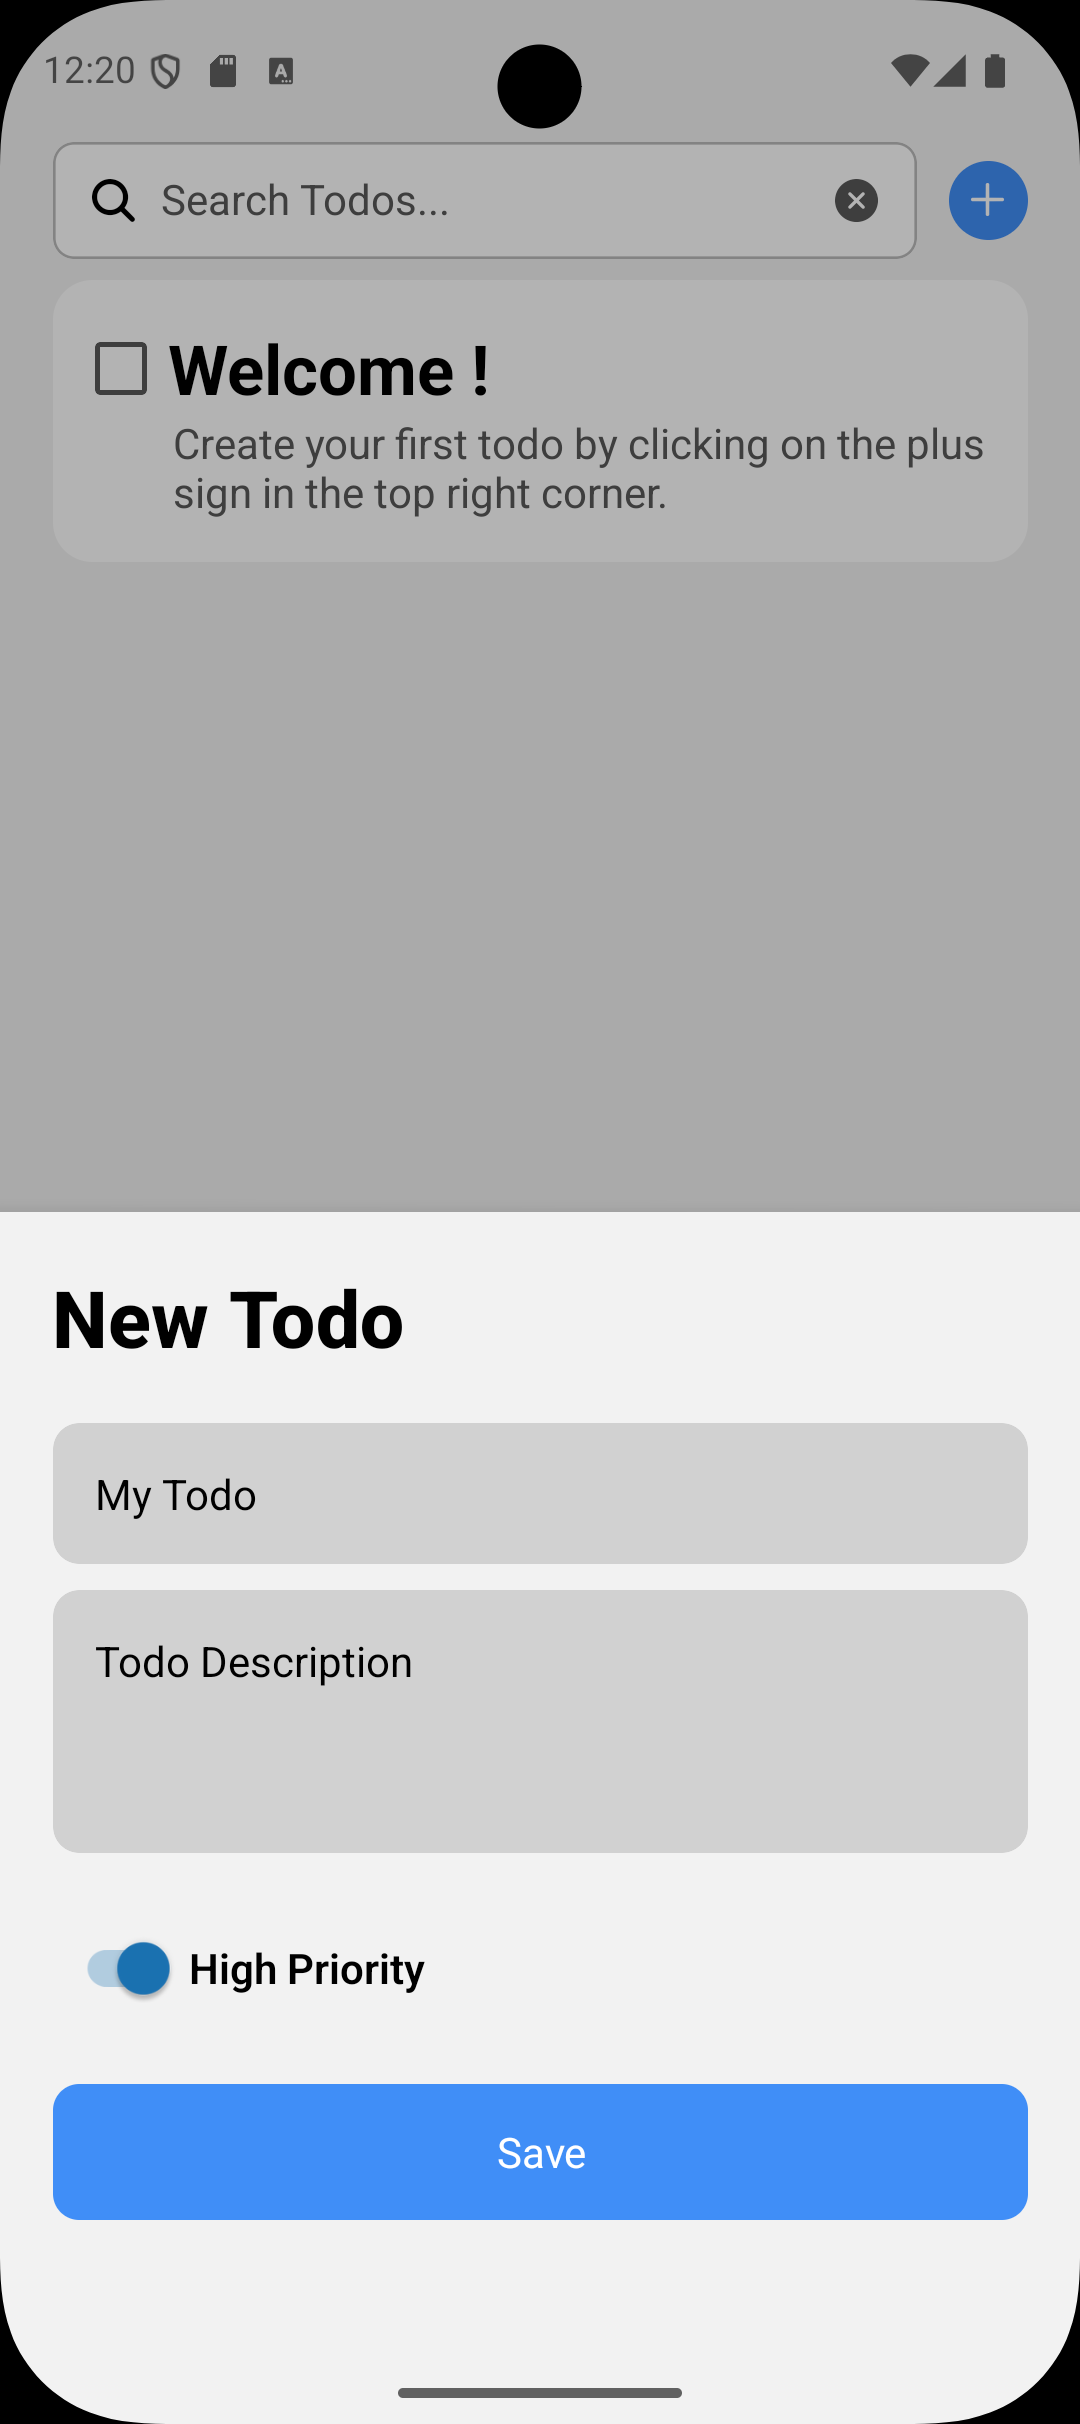 12:20
Search Todos...
Welcome !
Create your first todo by clicking on the plus
sign in the top right corner.
New Todo
My Todo
Todo Description
High Priority
Save